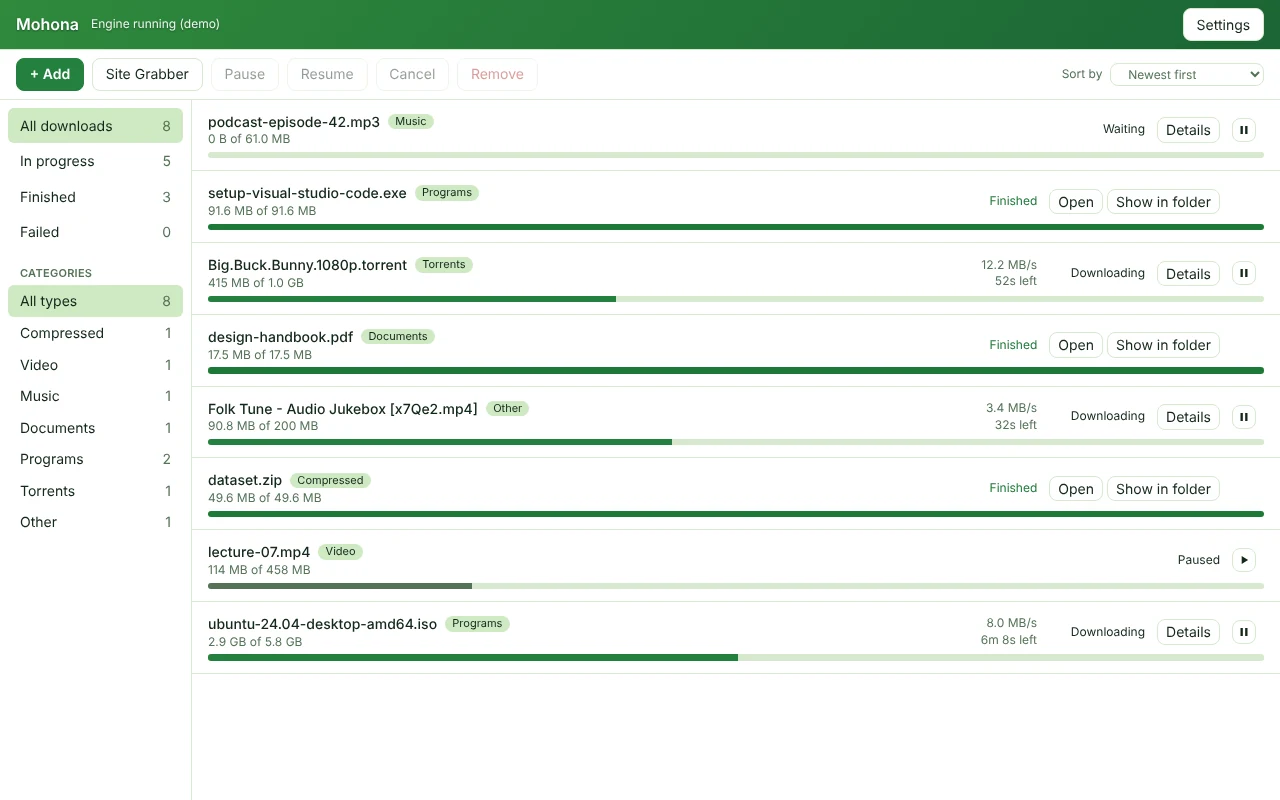 Mohona Engine running (demo) Settings
+ Add Site Grabber Pause Resume Cancel Remove Sort by Newest first
All downloads 8
In progress 5
Finished 3
Failed 0
CATEGORIES
All types 8
Compressed 1
Video 1
Music 1
Documents 1
Programs 2
Torrents 1
Other 1
podcast-episode-42.mp3 Music
0 B of 61.0 MB
Waiting Details
setup-visual-studio-code.exe Programs
91.6 MB of 91.6 MB
Finished Open Show in folder
Big.Buck.Bunny.1080p.torrent Torrents
415 MB of 1.0 GB
12.2 MB/s
52s left
Downloading Details
design-handbook.pdf Documents
17.5 MB of 17.5 MB
Finished Open Show in folder
Folk Tune - Audio Jukebox [x7Qe2.mp4] Other
90.8 MB of 200 MB
3.4 MB/s
32s left
Downloading Details
dataset.zip Compressed
49.6 MB of 49.6 MB
Finished Open Show in folder
lecture-07.mp4 Video
114 MB of 458 MB
Paused
ubuntu-24.04-desktop-amd64.iso Programs
2.9 GB of 5.8 GB
8.0 MB/s
6m 8s left
Downloading Details